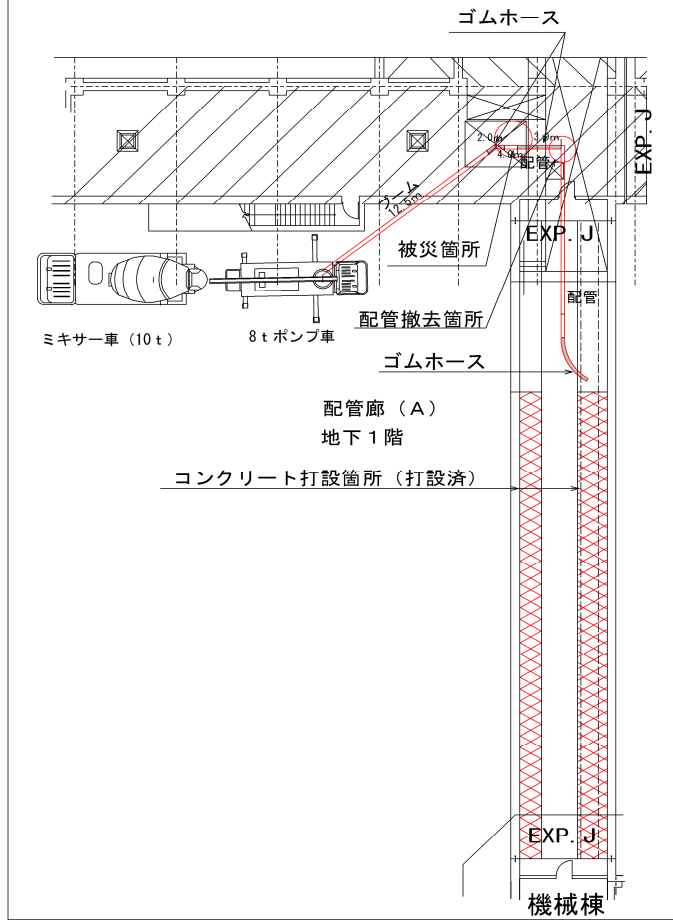 ゴムホース
EXP. J
2.0m
3.0m
4.0m
配管
ブーム
12.5m
EXP. J
被災箇所
配管
配管撤去箇所
ミキサー車（10ｔ）
8ｔポンプ車
ゴムホース
配管廊（Ａ）
地下１階
コンクリート打設箇所（打設済）
EXP. J
機械棟